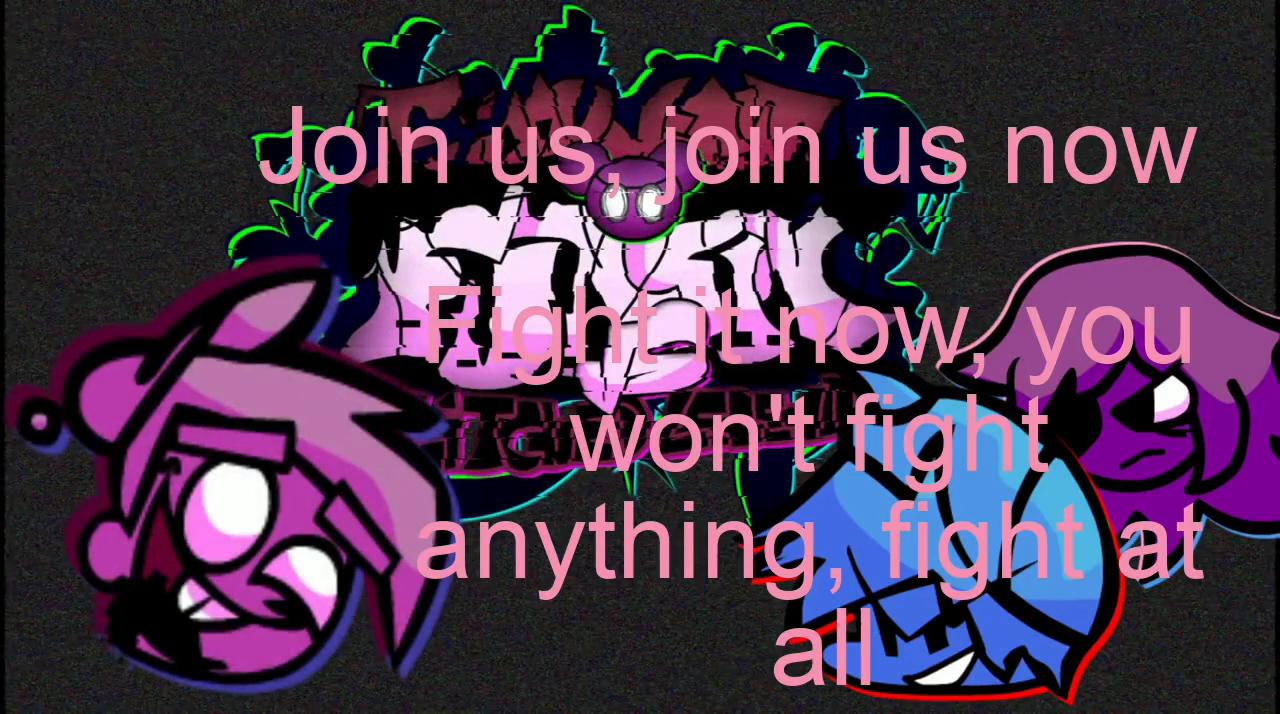 Join us, join us now
Fight it now, you
won't fight
anything, fight at
all